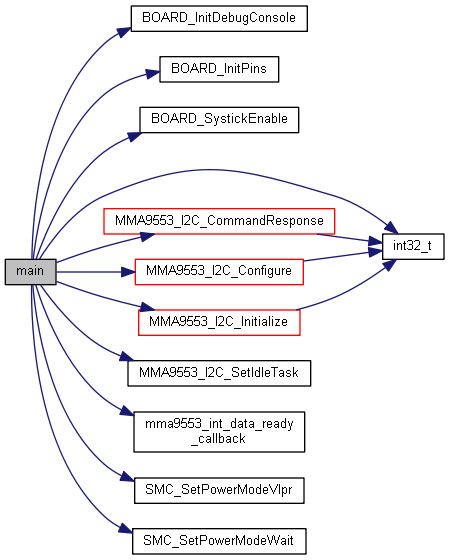 BOARD_InitDebugConsole
BOARD_InitPins
BOARD_SystickEnable
MMA9553_I2C_CommandResponse
int32_t
main
MMA9553_I2C_Configure
MMA9553_I2C_Initialize
MMA9553_I2C_SetIdleTask
mma9553_int_data_ready
_callback
SMC_SetPowerModeVlpr
SMC_SetPowerModeWait